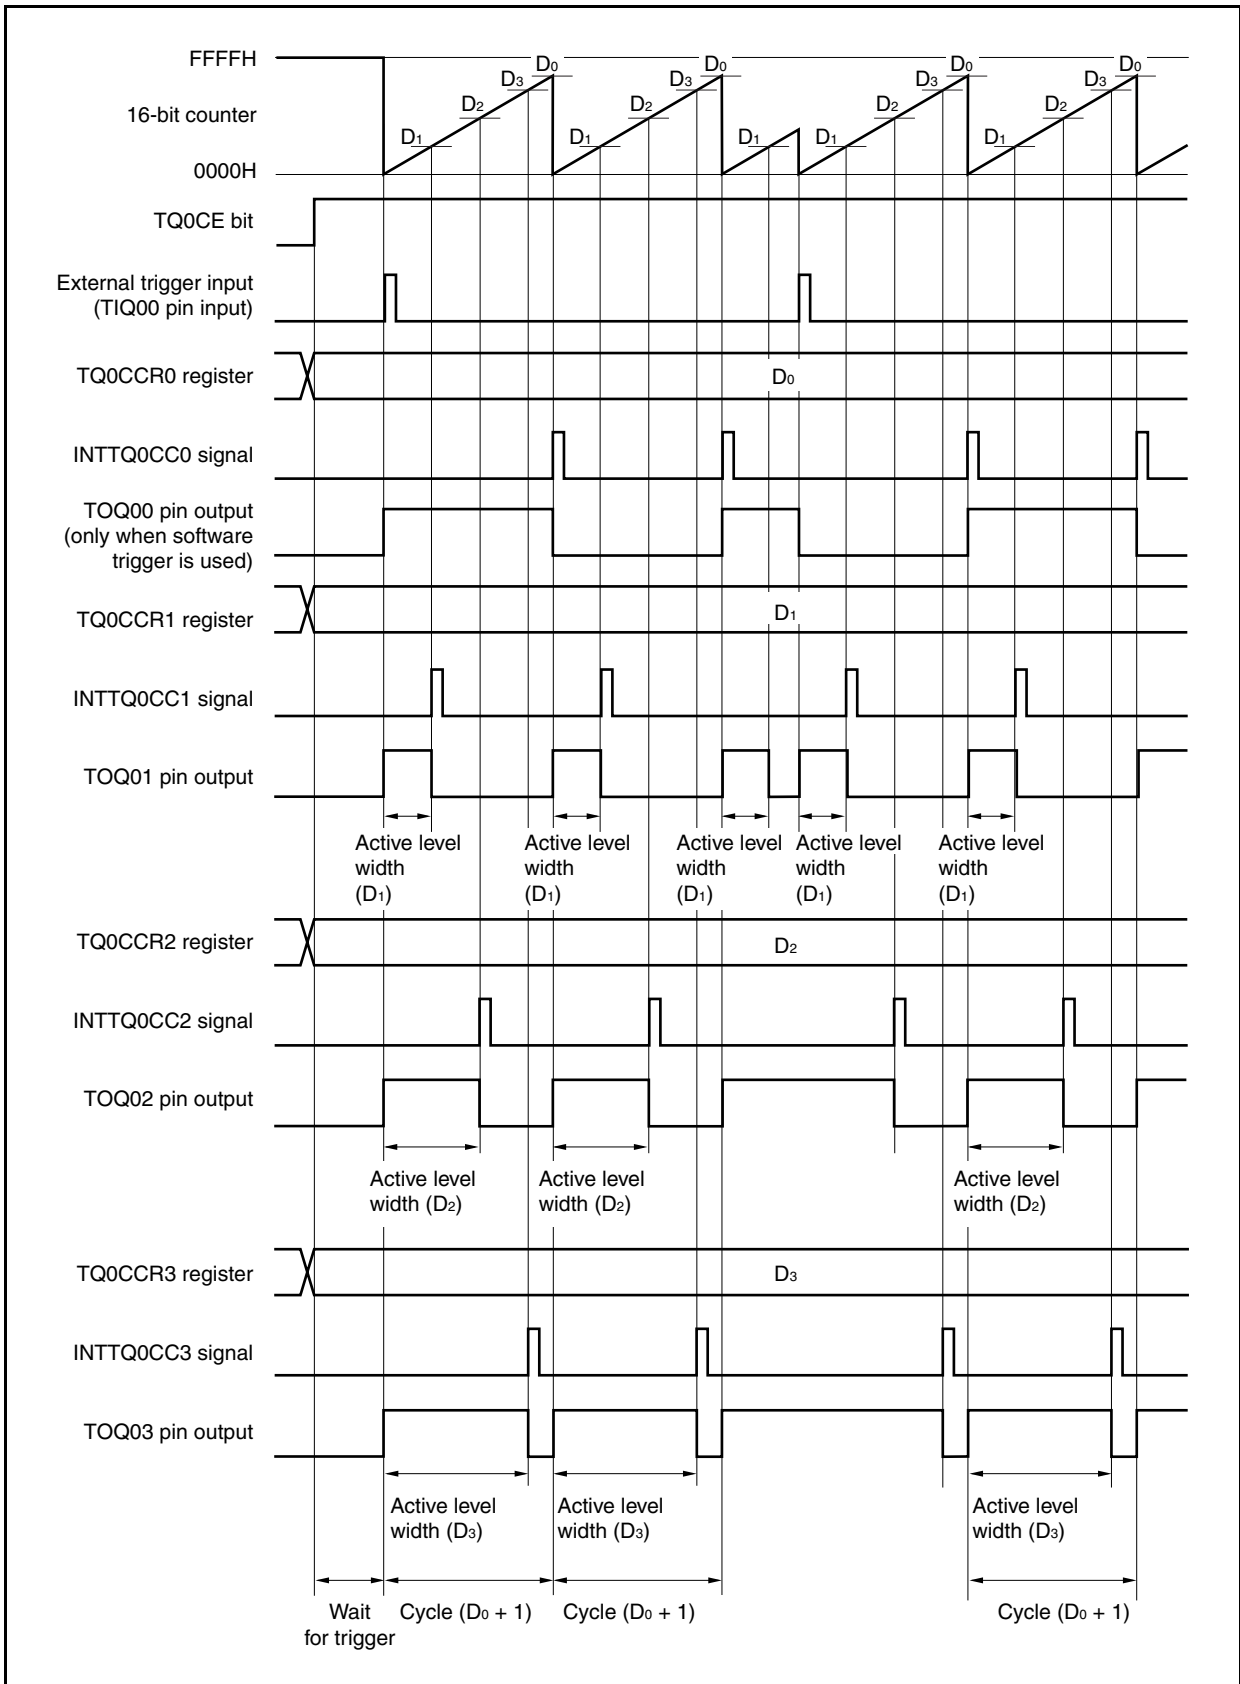 FFFFH
D0 D0 D0 D0
D3 D3 D3 D3
16-bit counter
D2 D2 D2 D2
D1 D1 D1 D1 D1
0000H
TQ0CE bit
External trigger input
(TIQ00 pin input)
TQ0CCR0 register
D0
INTTQ0CC0 signal
TOQ00 pin output
(only when software
trigger is used)
TQ0CCR1 register
D1
INTTQ0CC1 signal
TOQ01 pin output
Active level
width
(D1)
Active level
width
(D1)
Active level
width
(D1)
Active level
width
(D1)
Active level
width
(D1)
TQ0CCR2 register
D2
INTTQ0CC2 signal
TOQ02 pin output
Active level
width (D2)
Active level
width (D2)
Active level
width (D2)
TQ0CCR3 register
D3
INTTQ0CC3 signal
TOQ03 pin output
Active level
width (D3)
Active level
width (D3)
Active level
width (D3)
Wait
for trigger
Cycle (D0 + 1)
Cycle (D0 + 1)
Cycle (D0 + 1)